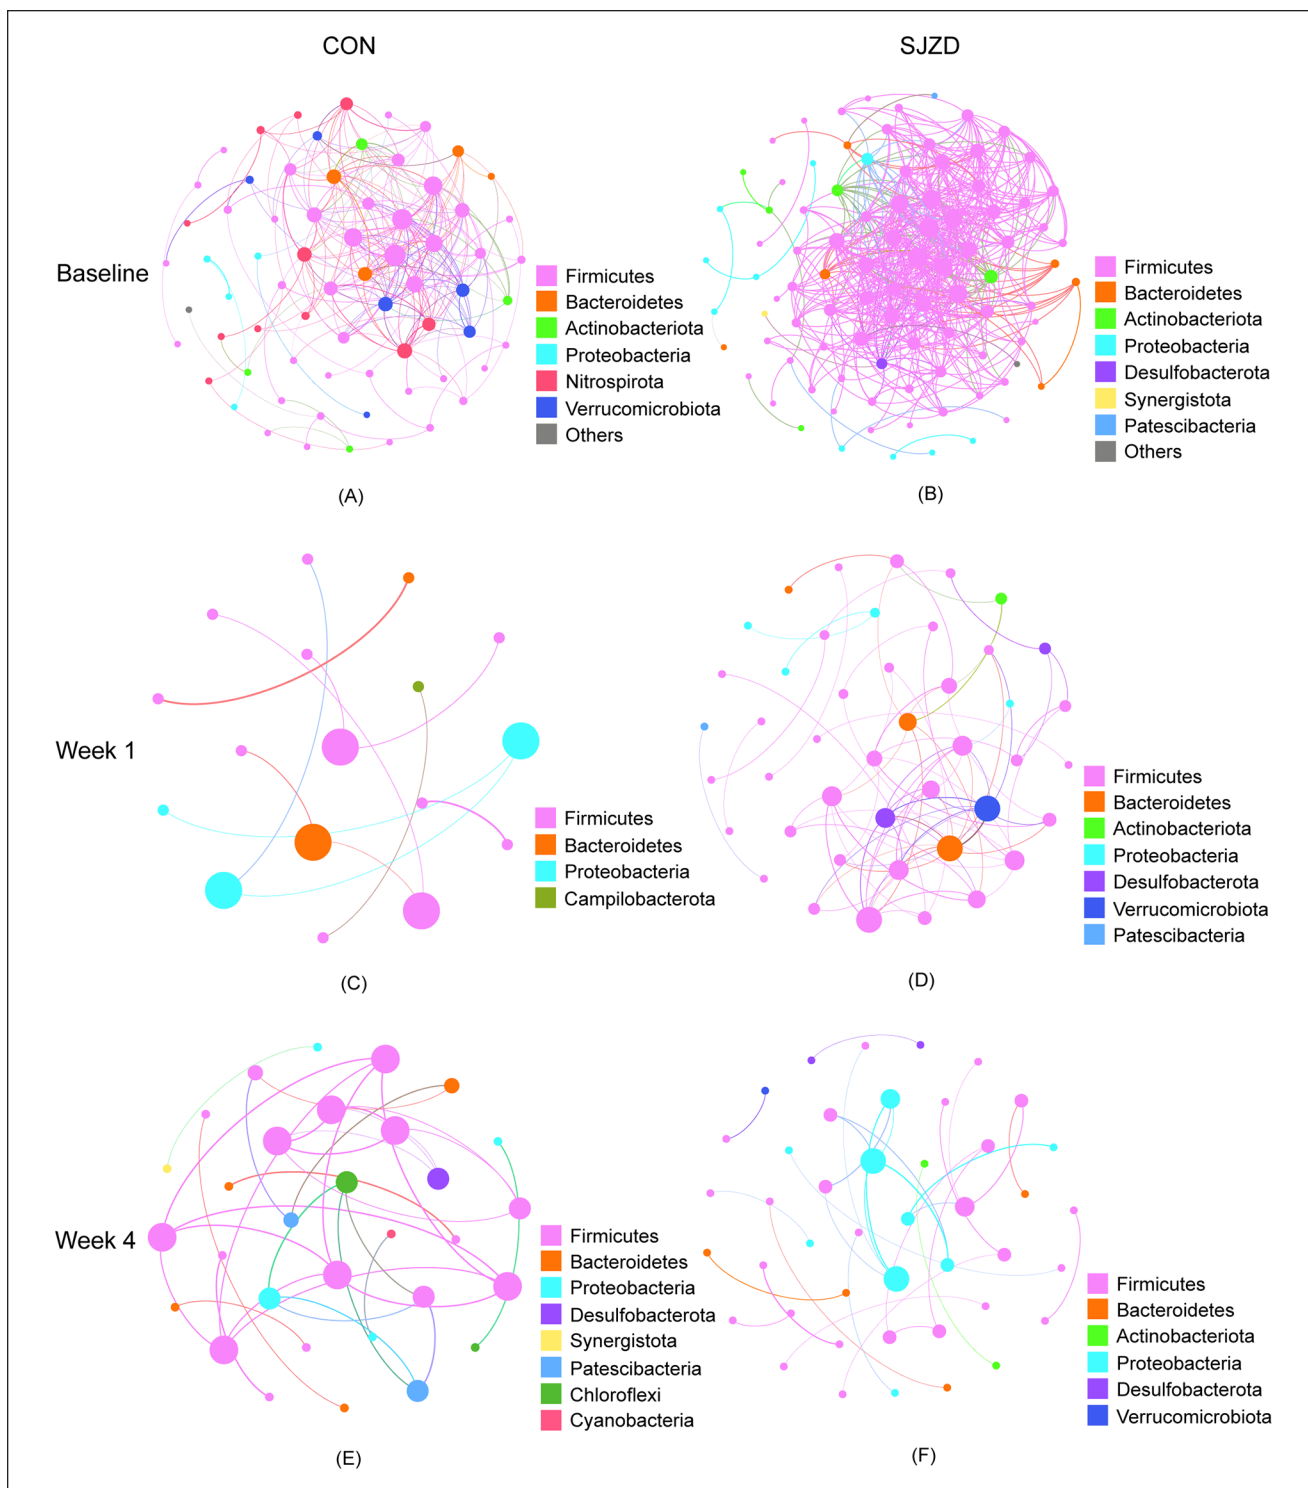 CON
SJZD
Baseline
Firmicutes
Bacteroidetes
Actinobacteriota
Proteobacteria
Nitrospirota
Verrucomicrobiota
Others
(A)
Firmicutes
Bacteroidetes
Actinobacteriota
Proteobacteria
Desulfobacterota
Synergistota
Patescibacteria
Others
(B)
Week 1
Firmicutes
Bacteroidetes
Proteobacteria
Campilobacterota
(C)
Firmicutes
Bacteroidetes
Actinobacteriota
Proteobacteria
Desulfobacterota
Verrucomicrobiota
Patescibacteria
(D)
Week 4
Firmicutes
Bacteroidetes
Proteobacteria
Desulfobacterota
Synergistota
Patescibacteria
Chloroflexi
Cyanobacteria
(E)
Firmicutes
Bacteroidetes
Actinobacteriota
Proteobacteria
Desulfobacterota
Verrucomicrobiota
(F)